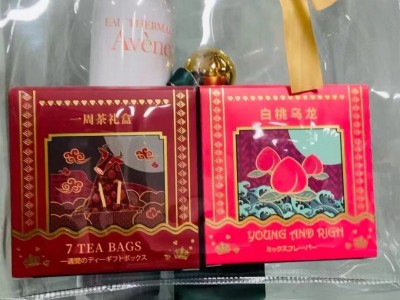 EAU THERMALE
Avène
一周茶礼盒
7 TEA BAGS
一週間のティーギフトボックス
白桃乌龙
YOUNG AND RIGH
ミックスフレーバー